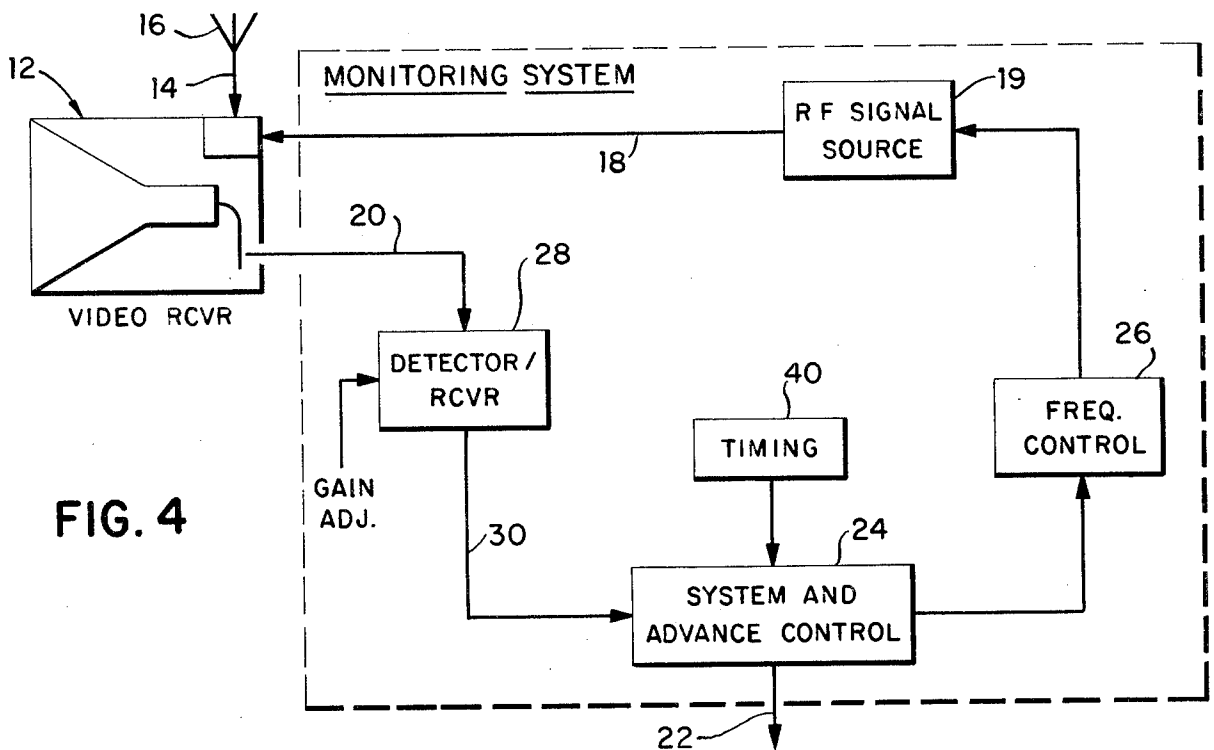 16
12
14
MONITORING SYSTEM
19
RF SIGNAL
SOURCE
18
20
28
VIDEO RCVR
DETECTOR/
RCVR
40
26
TIMING
FREQ.
CONTROL
GAIN
ADJ.
FIG. 4
30
24
SYSTEM AND
ADVANCE CONTROL
22